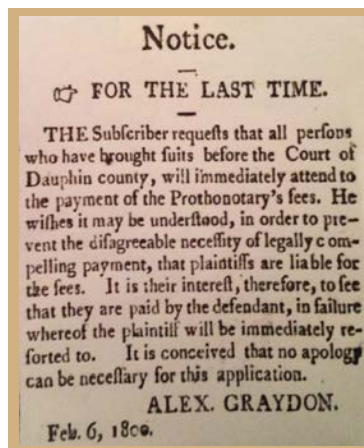 Notice.
☞ FOR THE LAST TIME.
THE Subſcriber requeſts that all perſons
who have brought ſuits before the Court of
Dauphin county, will immediately attend to
the payment of the Prothonotary's fees. He
wiſhes it may be underſtood, in order to pre-
vent the diſagreeable neceſſity of legally com-
pelling payment, that plaintiffs are liable for
the fees. It is their intereſt, therefore, to ſee
that they are paid by the defendant, in failure
whereof the plaintiff will be immediately re-
ſorted to. It is conceived that no apology
can be neceſſary for this application.
ALEX. GRAYDON.
Feb. 6, 1800.